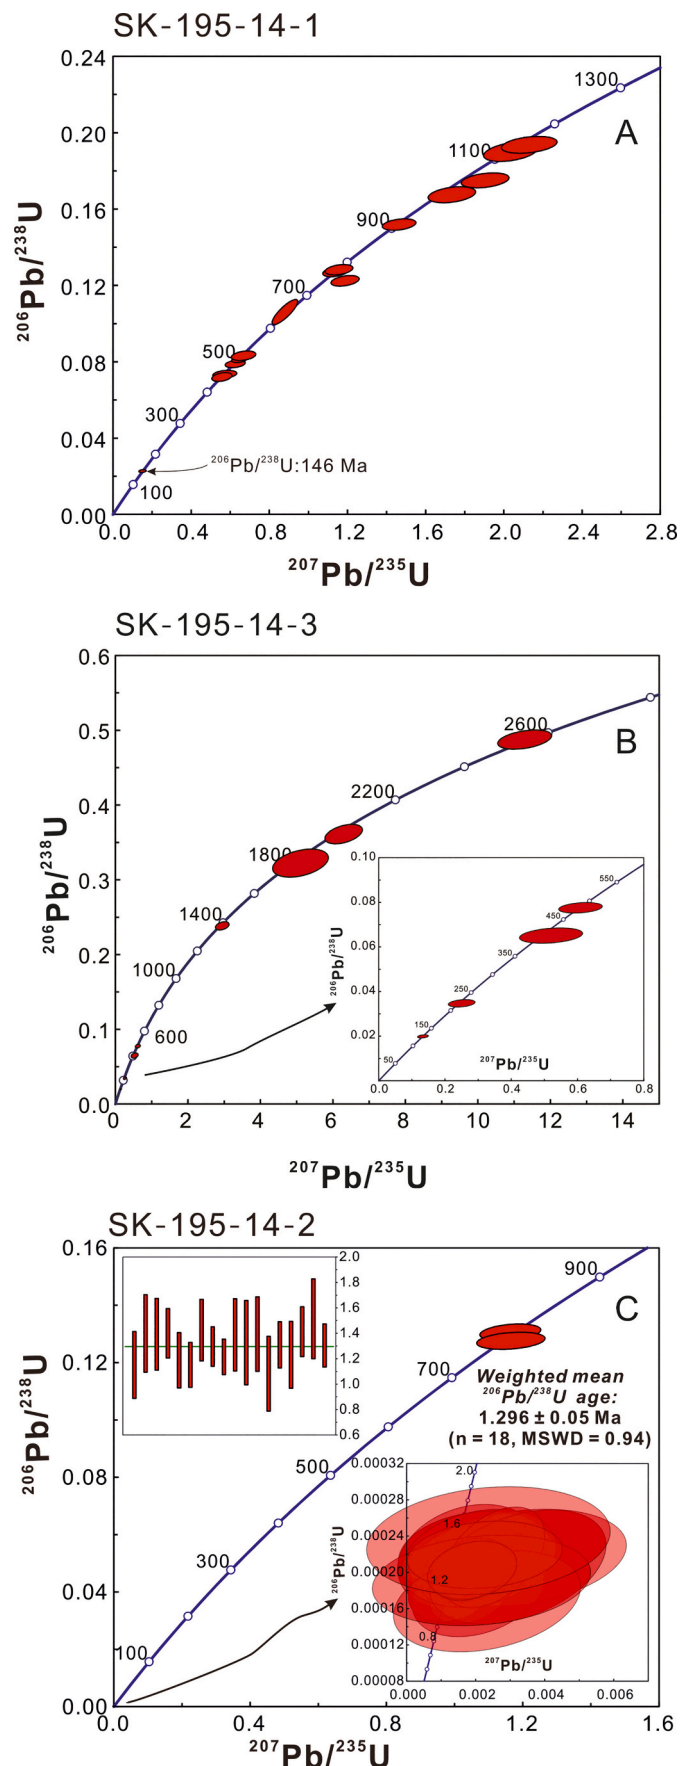 SK-195-14-1
0.24
1300
A
0.20
1100
0.16
900
0.12
700
0.08
500
300
0.04
206Pb/238U:146 Ma
100
0.00
0.0 0.4 0.8 1.2 1.6 2.0 2.4 2.8
206Pb/238U
207Pb/235U
SK-195-14-3
0.6
2600
B
0.5
2200
0.4
1800
0.3
1400
0.2
1000
0.1
600
0.0
0 2 4 6 8 10 12 14
206Pb/238U
207Pb/235U
0.10
550
0.08
450
0.06
350
0.04
250
150
0.02
50
0.0 0.2 0.4 0.6 0.8
206Pb/238U
207Pb/235U
SK-195-14-2
0.16
2.0
1.8
1.6
1.4
1.2
1.0
0.8
0.6
900
C
0.12
700
Weighted mean
206Pb/238U age:
1.296 ± 0.05 Ma
(n = 18, MSWD = 0.94)
0.08
500
0.04
300
100
0.00
0.0 0.4 0.8 1.2 1.6
206Pb/238U
207Pb/235U
0.00032
2.0
0.00028
1.6
0.00024
0.00020
1.2
0.00016
0.8
0.00012
0.00008
0.000 0.002 0.004 0.006
206Pb/238U
207Pb/235U